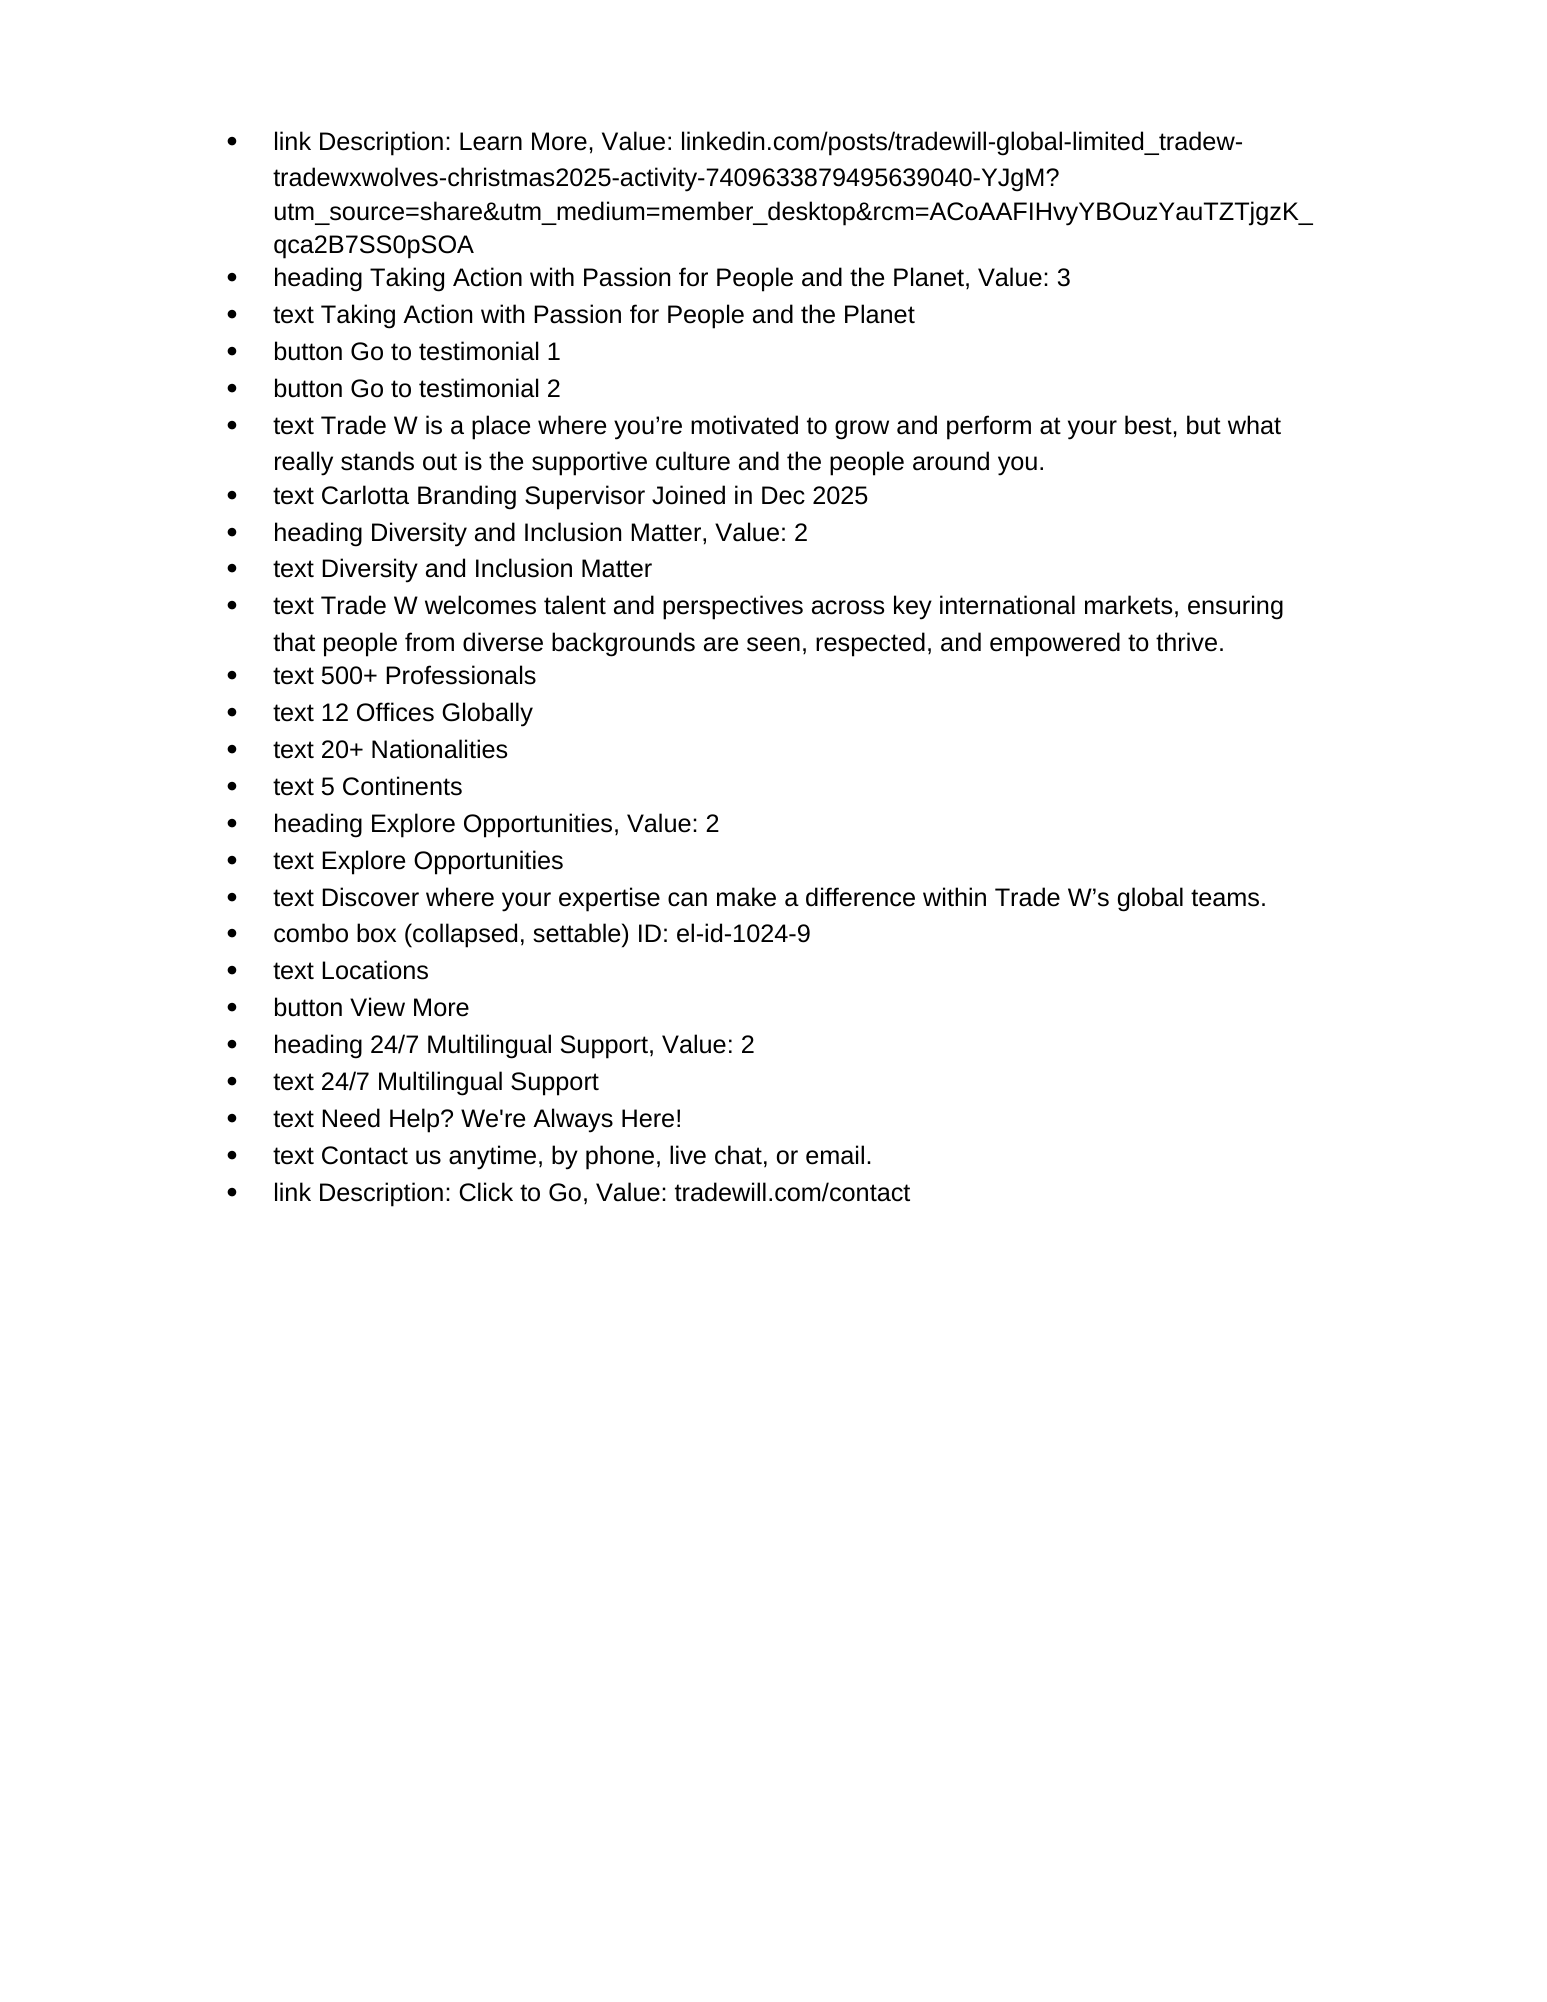 • link Description: Learn More, Value: linkedin.com/posts/tradewill-global-limited_tradew-
tradewxwolves-christmas2025-activity-7409633879495639040-YJgM?
utm_source=share&utm_medium=member_desktop&rcm=ACoAAFIHvyYBOuzYauTZTjgzK_
qca2B7SS0pSOA
• heading Taking Action with Passion for People and the Planet, Value: 3
• text Taking Action with Passion for People and the Planet
• button Go to testimonial 1
• button Go to testimonial 2
• text Trade W is a place where you’re motivated to grow and perform at your best, but what
really stands out is the supportive culture and the people around you.
• text Carlotta Branding Supervisor Joined in Dec 2025
• heading Diversity and Inclusion Matter, Value: 2
• text Diversity and Inclusion Matter
• text Trade W welcomes talent and perspectives across key international markets, ensuring
that people from diverse backgrounds are seen, respected, and empowered to thrive.
• text 500+ Professionals
• text 12 Offices Globally
• text 20+ Nationalities
• text 5 Continents
• heading Explore Opportunities, Value: 2
• text Explore Opportunities
• text Discover where your expertise can make a difference within Trade W’s global teams.
• combo box (collapsed, settable) ID: el-id-1024-9
• text Locations
• button View More
• heading 24/7 Multilingual Support, Value: 2
• text 24/7 Multilingual Support
• text Need Help? We're Always Here!
• text Contact us anytime, by phone, live chat, or email.
• link Description: Click to Go, Value: tradewill.com/contact